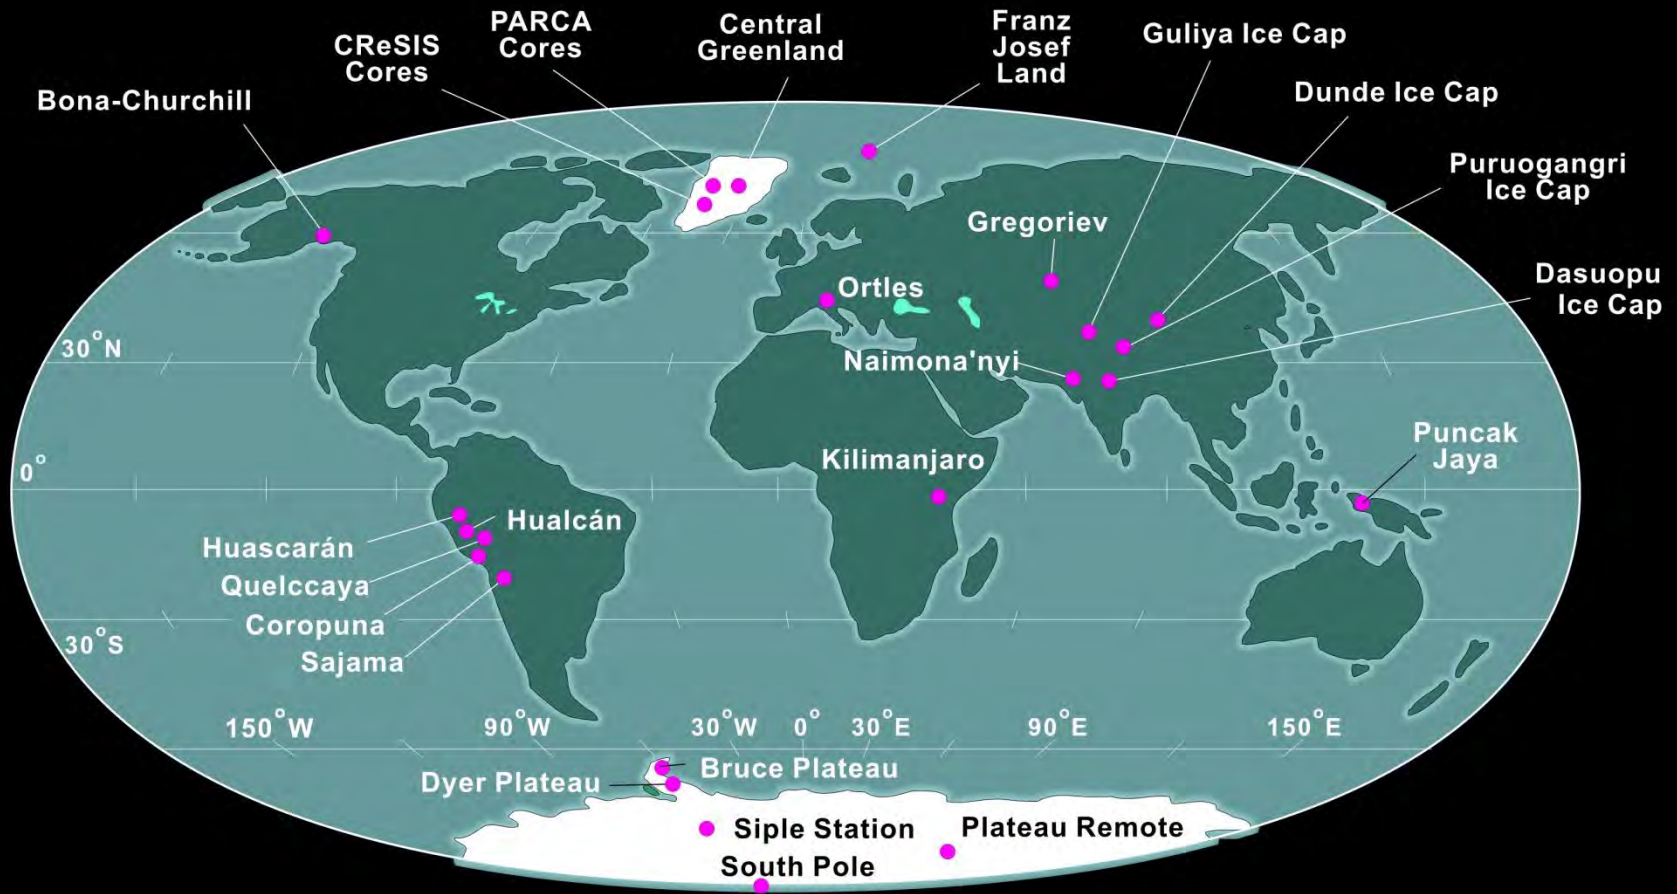 PARCA
Cores
CReSIS
Cores
Central
Greenland
Franz
Josef
Land
Guliya Ice Cap
Bona-Churchill
Dunde Ice Cap
Puruogangri
Ice Cap
Gregoriev
Dasuopu
Ice Cap
Ortles
30°N
Naimona'nyi
Puncak
Jaya
0°
Kilimanjaro
Hualcán
Huascarán
Quelccaya
Coropuna
30°S
Sajama
150°W
90°W
30°W
0°
30°E
90°E
150°E
Bruce Plateau
Dyer Plateau
Siple Station
Plateau Remote
South Pole